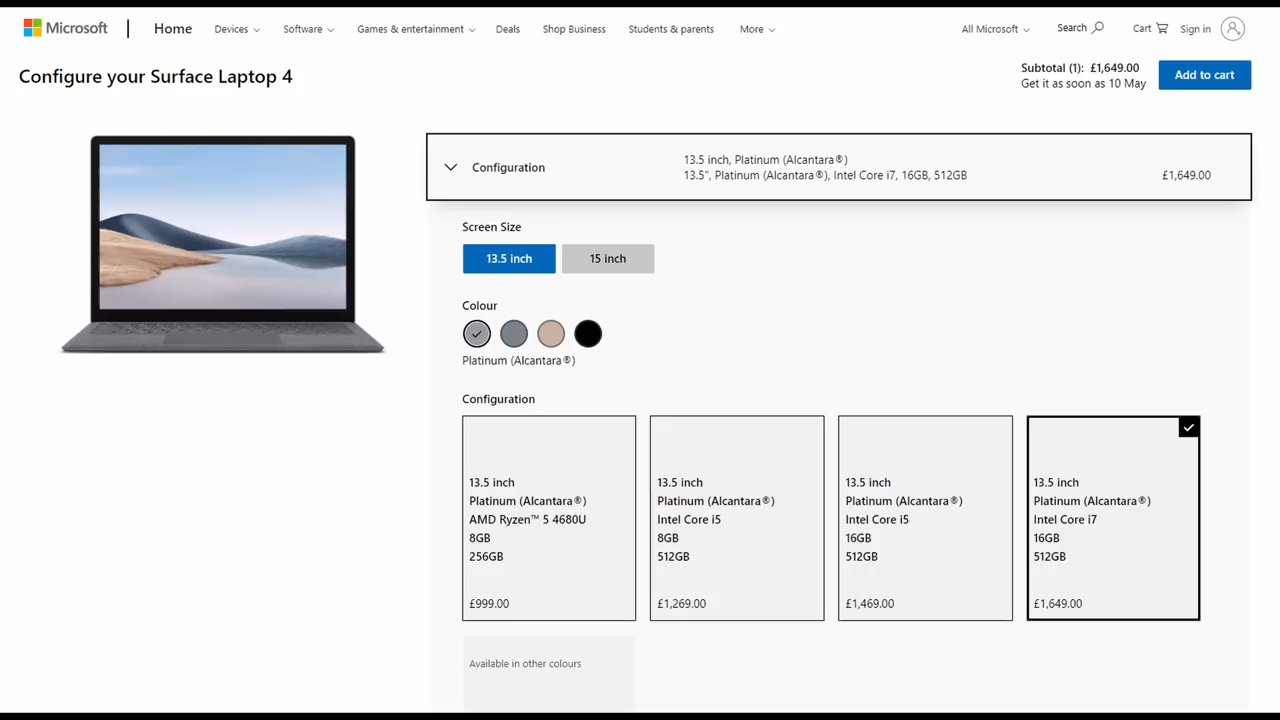 Microsoft
Home
Devices
Software
Games & entertainment
Deals
Shop Business
Students & parents
More
All Microsoft
Search
Cart
Sign in
Configure your Surface Laptop 4
Subtotal (1): £1,649.00
Get it as soon as 10 May
Add to cart
Configuration
13.5 inch, Platinum (Alcantara®)
13.5", Platinum (Alcantara®), Intel Core i7, 16GB, 512GB
£1,649.00
Screen Size
13.5 inch
15 inch
Colour
Platinum (Alcantara®)
Configuration
13.5 inch
Platinum (Alcantara®)
AMD Ryzen™ 5 4680U
8GB
256GB
£999.00
13.5 inch
Platinum (Alcantara®)
Intel Core i5
8GB
512GB
£1,269.00
13.5 inch
Platinum (Alcantara®)
Intel Core i5
16GB
512GB
£1,469.00
13.5 inch
Platinum (Alcantara®)
Intel Core i7
16GB
512GB
£1,649.00
Available in other colours